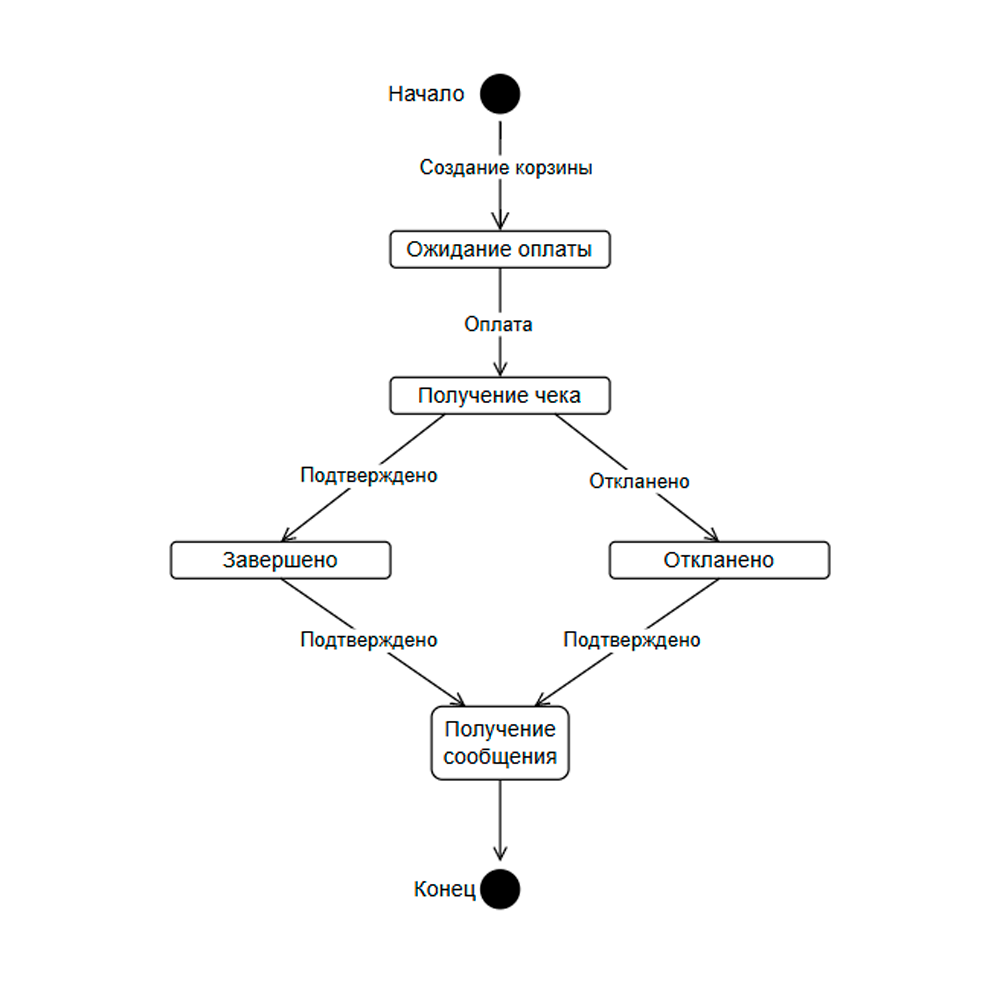 Начало
Создание корзины
Ожидание оплаты
Оплата
Получение чека
Подтверждено
Откланено
Завершено
Откланено
Подтверждено
Подтверждено
Получение
сообщения
Конец